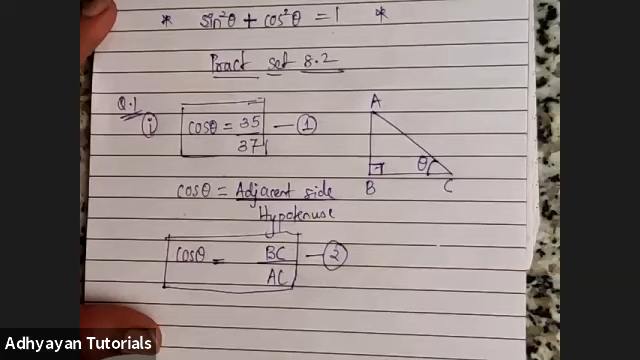 * sin²θ + cos²θ = 1 *
Pract set 8.2
Q.1
(i) cosθ = 35/37 — ①
A
B
C
θ
cosθ = Adjacent side
Hypotenuse
cosθ = BC/AC — ②
Adhyayan Tutorials